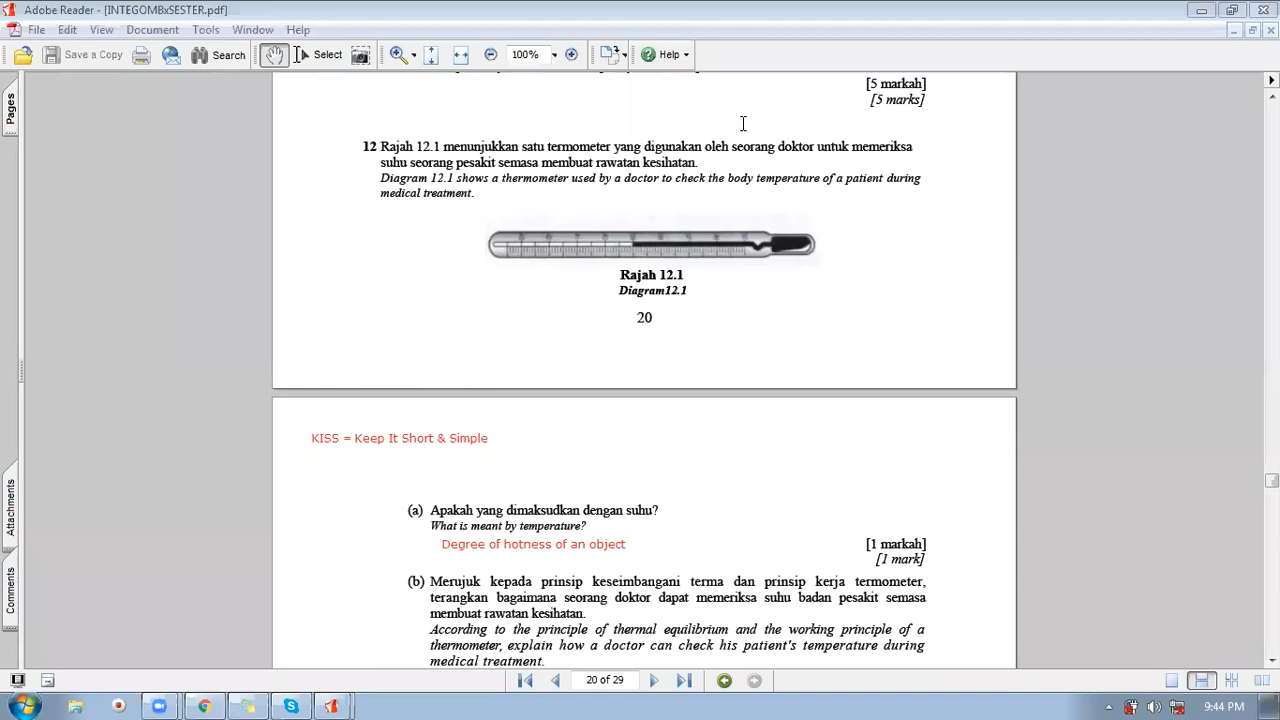 Adobe Reader - [INTEGOMBxSESTER.pdf]
File Edit View Document Tools Window Help
Save a Copy Search Select 100% Help
[5 markah]
[5 marks]
12 Rajah 12.1 menunjukkan satu termometer yang digunakan oleh seorang doktor untuk memeriksa
suhu seorang pesakit semasa membuat rawatan kesihatan.
Diagram 12.1 shows a thermometer used by a doctor to check the body temperature of a patient during
medical treatment.
Rajah 12.1
Diagram12.1
20
KISS = Keep It Short & Simple
(a) Apakah yang dimaksudkan dengan suhu?
What is meant by temperature?
Degree of hotness of an object
[1 markah]
[1 mark]
(b) Merujuk kepada prinsip keseimbangani terma dan prinsip kerja termometer,
terangkan bagaimana seorang doktor dapat memeriksa suhu badan pesakit semasa
membuat rawatan kesihatan.
According to the principle of thermal equilibrium and the working principle of a
thermometer, explain how a doctor can check his patient's temperature during
medical treatment.
Pages
Attachments
Comments
20 of 29
9:44 PM